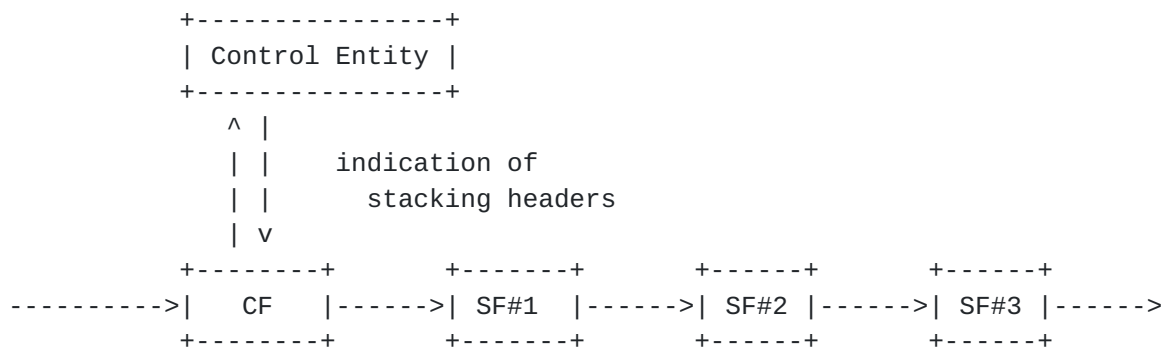 +----------------+
| Control Entity |
+----------------+
^ |
| | indication of
| | stacking headers
| v
+--------+ +-------+ +------+ +------+
---------->| CF |------>| SF#1 |------>| SF#2 |------>| SF#3 |------>
+--------+ +-------+ +------+ +------+